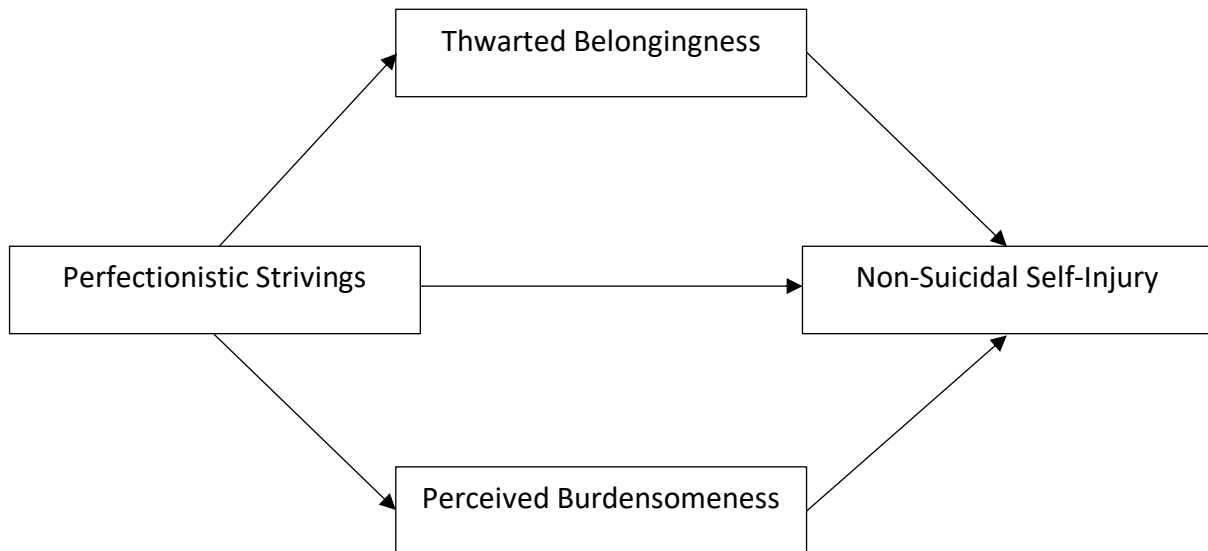 Thwarted Belongingness
Perfectionistic Strivings
Non-Suicidal Self-Injury
Perceived Burdensomeness